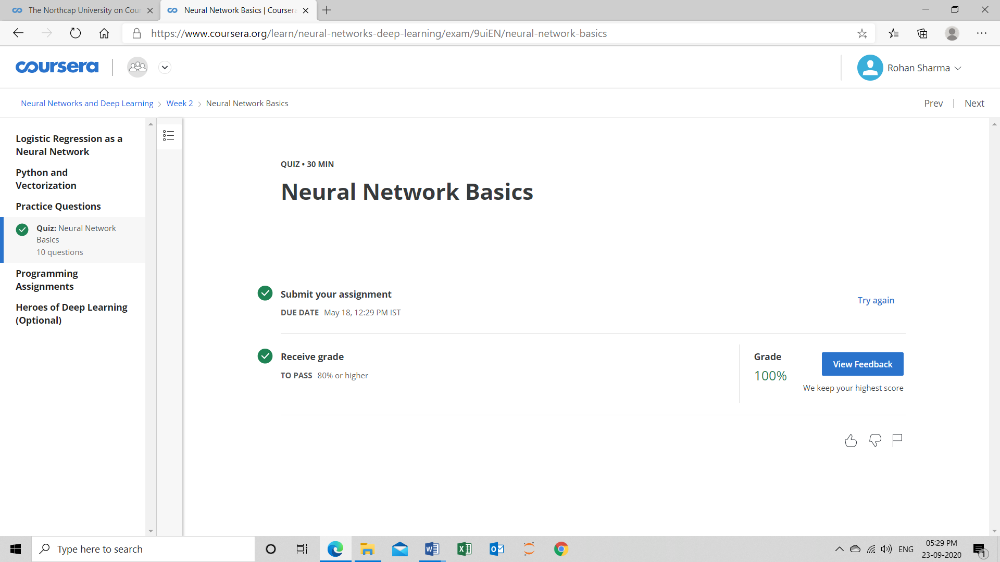 The Northcap University on Cou
Neural Network Basics | Coursera
https://www.coursera.org/learn/neural-networks-deep-learning/exam/9uiEN/neural-network-basics
coursera
Rohan Sharma
Neural Networks and Deep Learning > Week 2 > Neural Network Basics
Prev | Next
Logistic Regression as a
Neural Network
Python and
Vectorization
Practice Questions
Quiz: Neural Network
Basics
10 questions
Programming
Assignments
Heroes of Deep Learning
(Optional)
QUIZ • 30 MIN
Neural Network Basics
Submit your assignment
DUE DATE May 18, 12:29 PM IST
Try again
Receive grade
TO PASS 80% or higher
Grade
100%
View Feedback
We keep your highest score
Type here to search
ENG
05:29 PM
23-09-2020
1